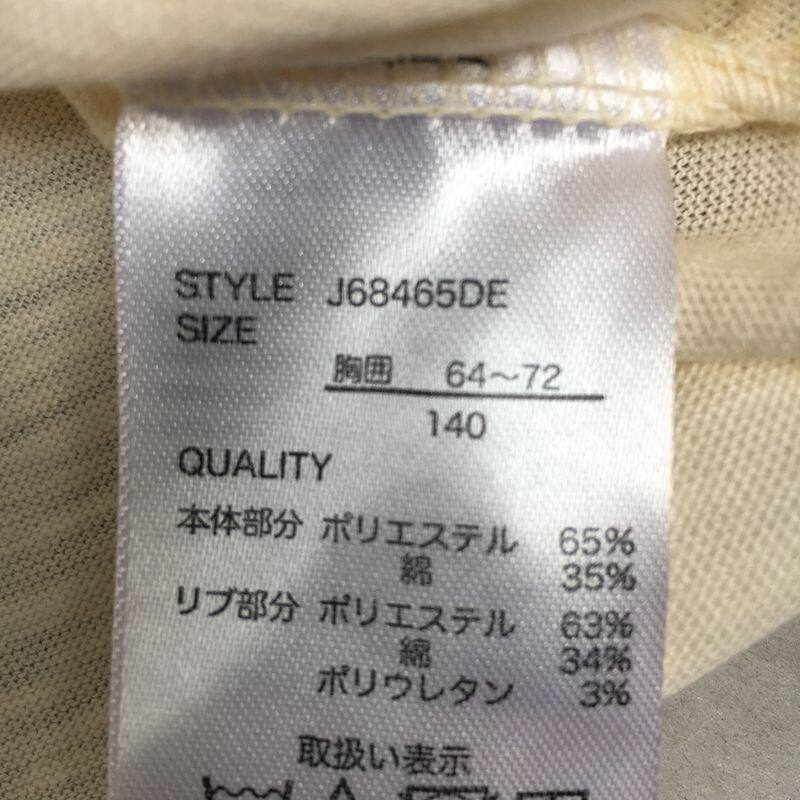 STYLE J68465DE
SIZE
胸囲 64～72
140
QUALITY
本体部分 ポリエステル 65%
綿 35%
リブ部分 ポリエステル 63%
綿 34%
ポリウレタン 3%
取扱い表示